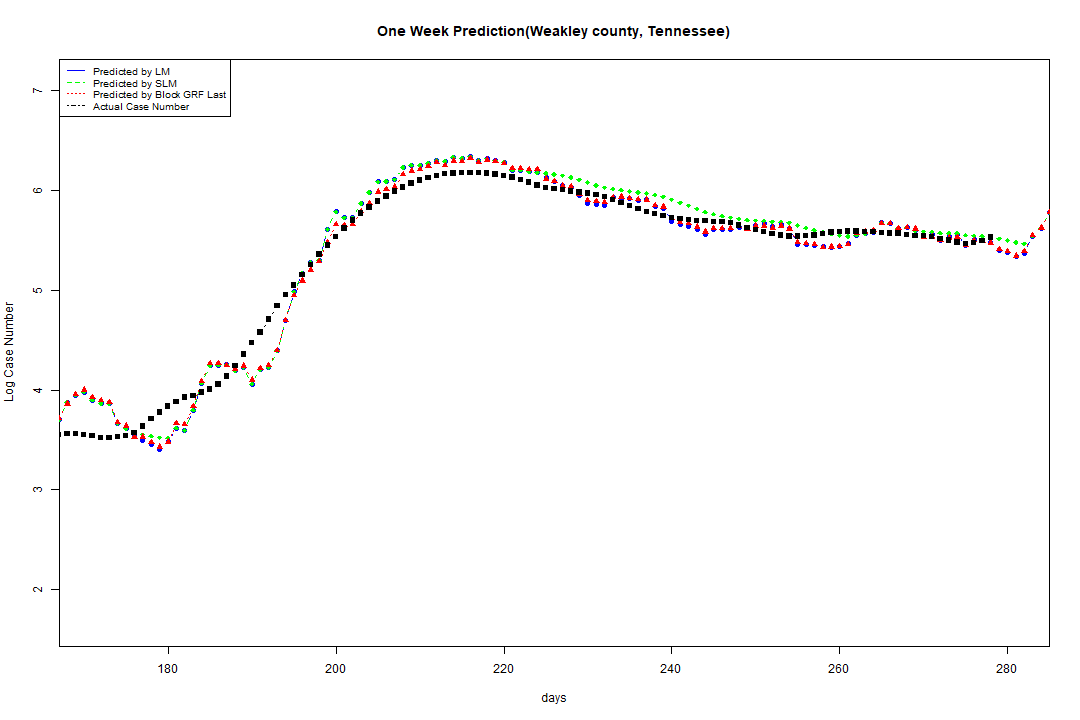 One Week Prediction(Weakley county, Tennessee)
Predicted by LM
Predicted by SLM
Predicted by Block GRF Last
Actual Case Number
7
6
5
4
3
2
Log Case Number
180 200 220 240 260 280
days